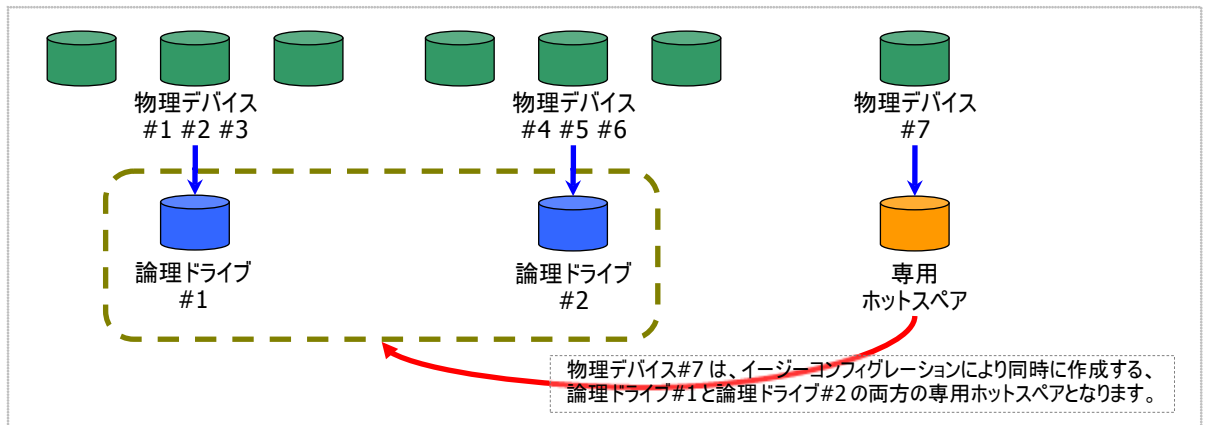 物理デバイス
#1 #2 #3
物理デバイス
#4 #5 #6
物理デバイス
#7
論理ドライブ
#1
論理ドライブ
#2
専用
ホットスペア
物理デバイス#7 は、イージーコンフィグレーションにより同時に作成する、
論理ドライブ#1 と論理ドライブ#2 の両方の専用ホットスペアとなります。